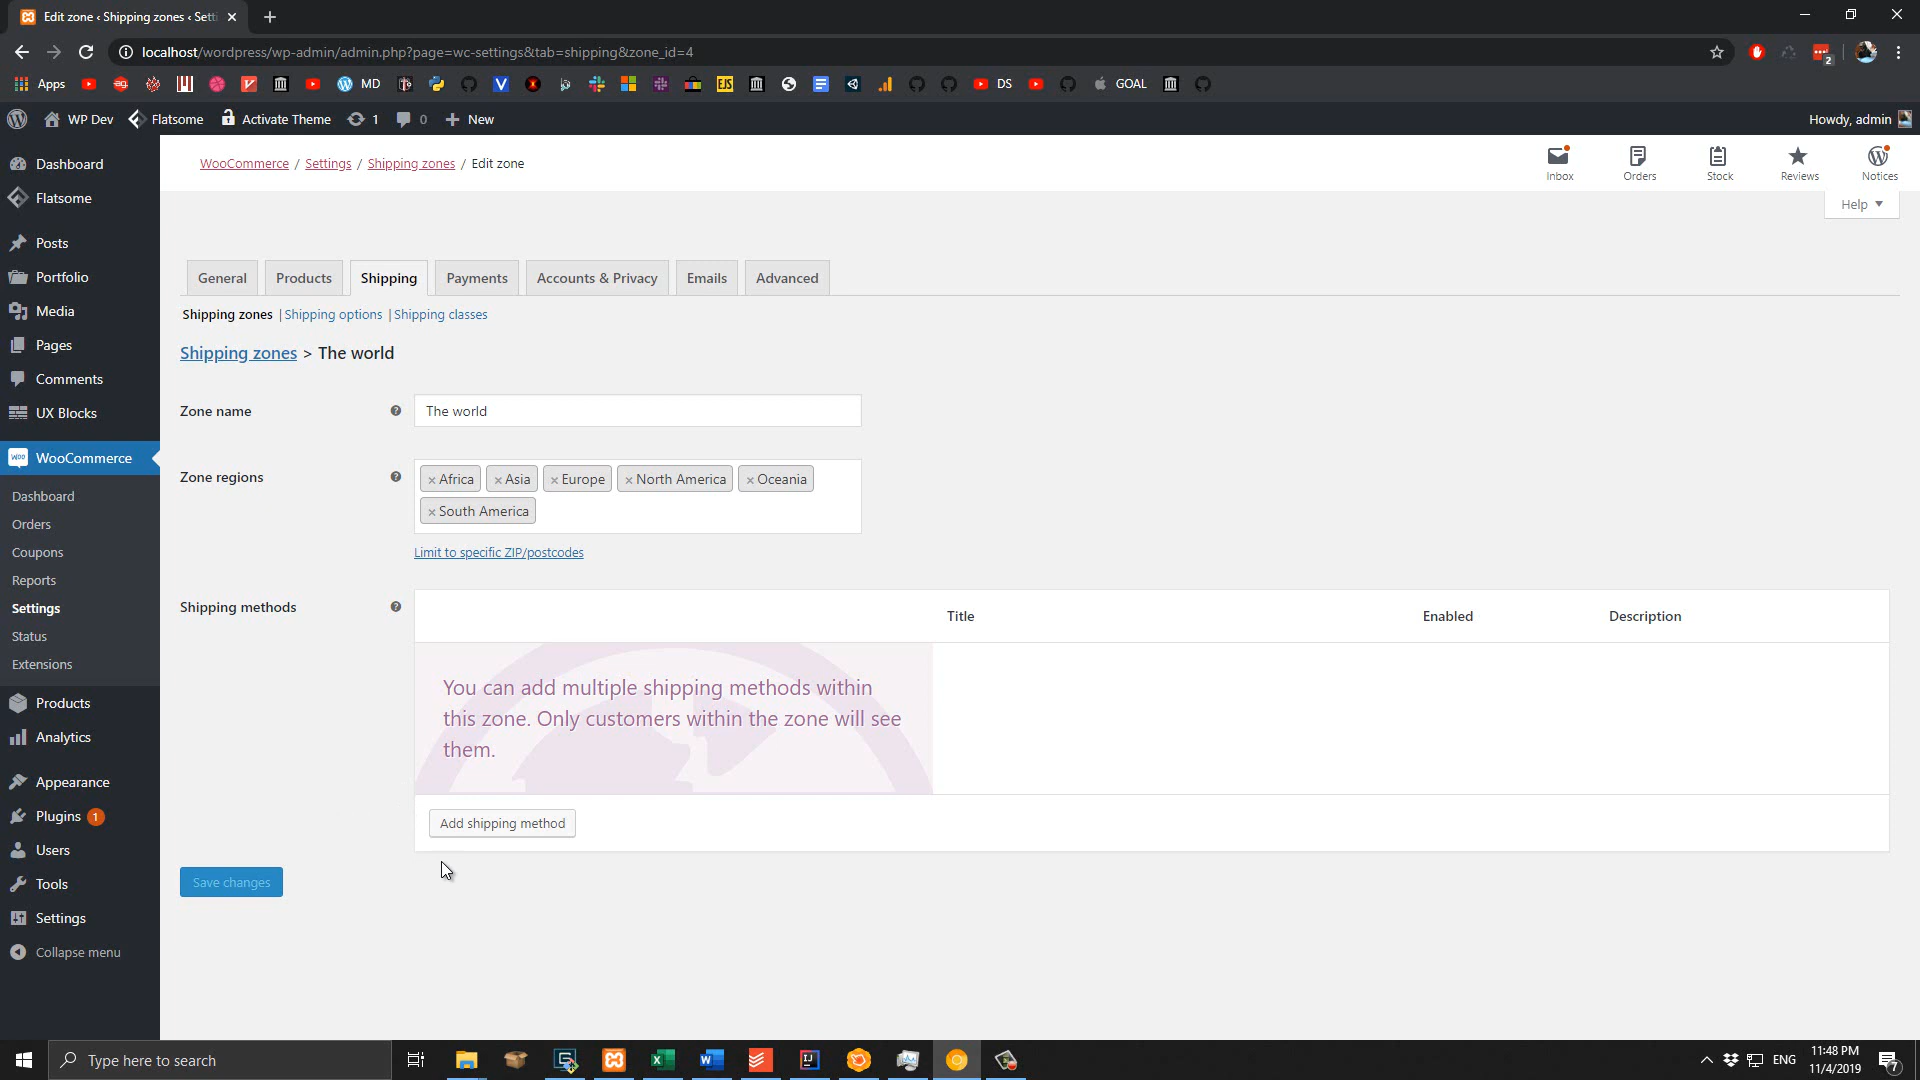 Edit zone ‹ Shipping zones ‹ Setti
localhost/wordpress/wp-admin/admin.php?page=wc-settings&tab=shipping&zone_id=4
2
Apps
MD
EJS
DS
GOAL
WP Dev
Flatsome
Activate Theme
1
0
New
Howdy, admin
Dashboard
Flatsome
Posts
Portfolio
Media
Pages
Comments
UX Blocks
WooCommerce
Dashboard
Orders
Coupons
Reports
Settings
Status
Extensions
Products
Analytics
Appearance
Plugins 1
Users
Tools
Settings
Collapse menu
WooCommerce / Settings / Shipping zones / Edit zone
Inbox
Orders
Stock
Reviews
Notices
Help
General
Products
Shipping
Payments
Accounts & Privacy
Emails
Advanced
Shipping zones | Shipping options | Shipping classes
Shipping zones > The world
Zone name
The world
Zone regions
× Africa × Asia × Europe × North America × Oceania
× South America
Limit to specific ZIP/postcodes
Shipping methods
Title
Enabled
Description
You can add multiple shipping methods within
this zone. Only customers within the zone will see
them.
Add shipping method
Save changes
Type here to search
ENG
11:48 PM
11/4/2019
7